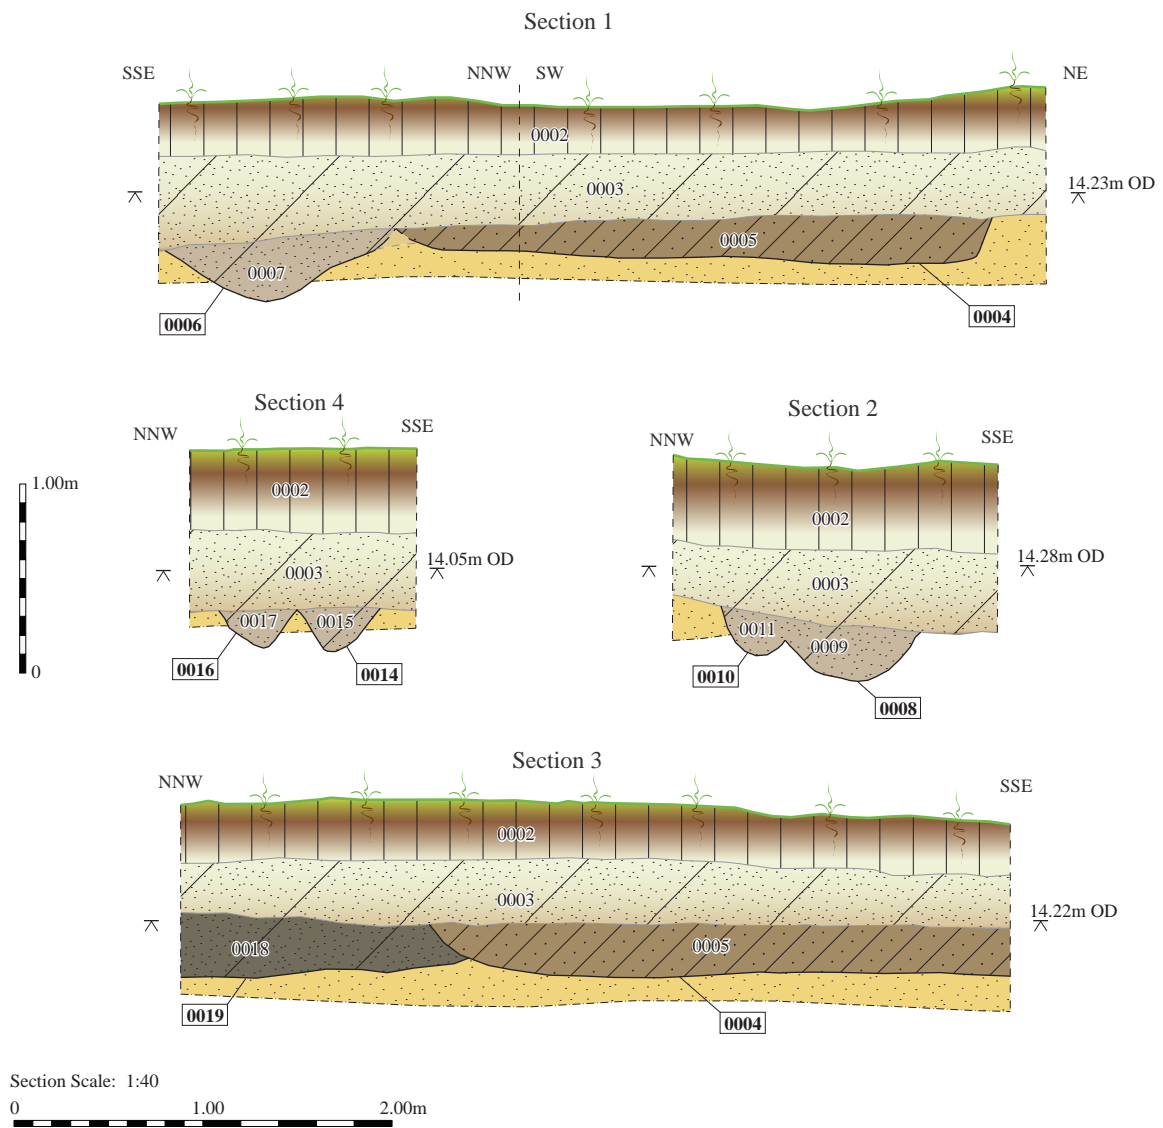 Section 1
SSE NNW SW NE
0002
0003
14.23m OD
0005
0007
0006
0004
Section 4
NNW SSE
1.00m
0
0002
14.05m OD
0003
0017 0015
0016 0014
Section 2
NNW SSE
0002
14.28m OD
0003
0011
0009
0010
0008
Section 3
NNW SSE
0002
0003
14.22m OD
0018 0005
0019 0004
Section Scale: 1:40
0 1.00 2.00m